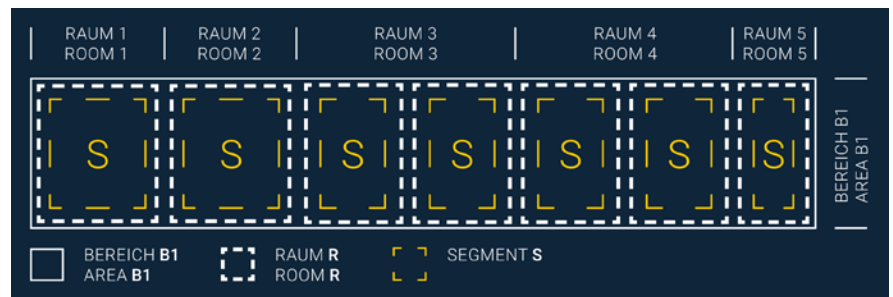 RAUM 1
ROOM 1
RAUM 2
ROOM 2
RAUM 3
ROOM 3
RAUM 4
ROOM 4
RAUM 5
ROOM 5
S
S
S
S
S
S
S
BEREICH B1
AREA B1
BEREICH B1
AREA B1
RAUM R
ROOM R
SEGMENT S